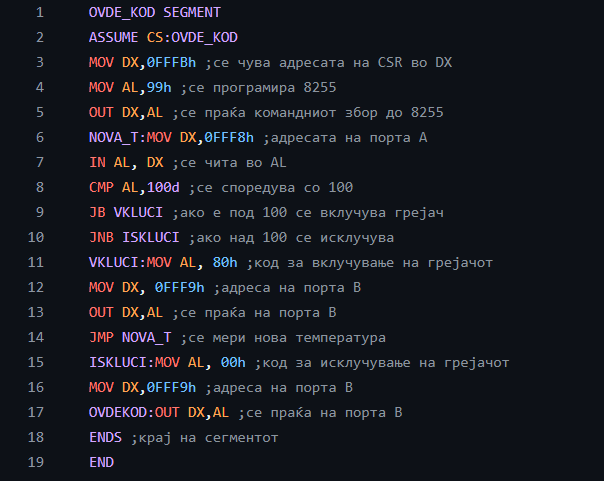 1 OVDE_KOD SEGMENT
2 ASSUME CS:OVDE_KOD
3 MOV DX,0FFFBh ;се чува адресата на CSR во DX
4 MOV AL,99h ;се програмира 8255
5 OUT DX,AL ;се праќа командниот збор до 8255
6 NOVA_T:MOV DX,0FFF8h ;адресата на порта A
7 IN AL, DX ;се чита во AL
8 CMP AL,100d ;се споредува со 100
9 JB VKLUCI ;ако е под 100 се вклучува грејач
10 JNB ISKLUCI ;ако над 100 се исклучува
11 VKLUCI:MOV AL, 80h ;код за вклучување на грејачот
12 MOV DX, 0FFF9h ;адреса на порта B
13 OUT DX,AL ;се праќа на порта B
14 JMP NOVA_T ;се мери нова температура
15 ISKLUCI:MOV AL, 00h ;код за исклучување на грејачот
16 MOV DX,0FFF9h ;адреса на порта B
17 OVDEKOD:OUT DX,AL ;се праќа на порта B
18 ENDS ;крај на сегментот
19 END